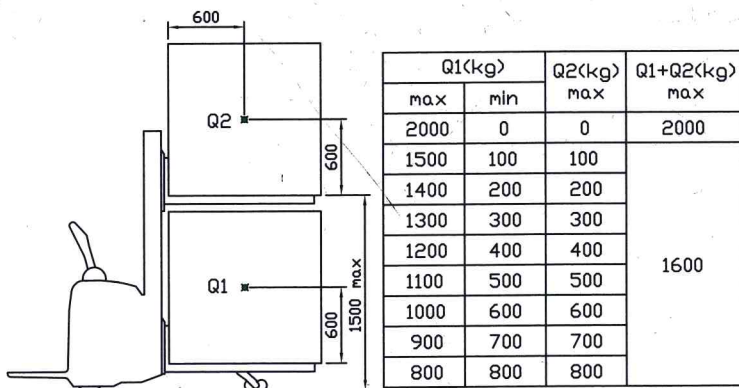 600
Q2
600
Q1
600
1500 max
Q1(kg) Q2(kg) Q1+Q2(kg)
max min max max
2000 0 0 2000
1500 100 100
1400 200 200
1300 300 300
1200 400 400
1100 500 500
1600
1000 600 600
900 700 700
800 800 800